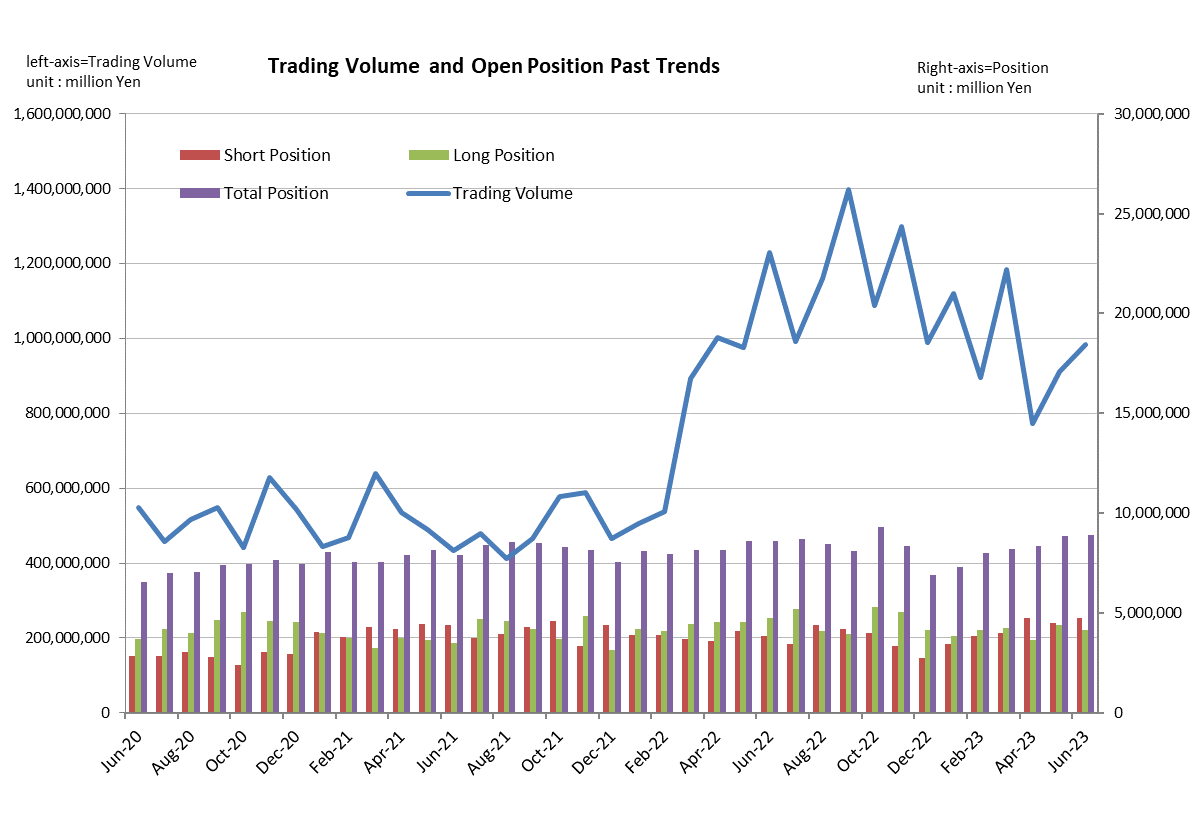 left-axis=Trading Volume
unit : million Yen
Trading Volume and Open Position Past Trends
Right-axis=Position
unit : million Yen
1,600,000,000
1,400,000,000
1,200,000,000
1,000,000,000
800,000,000
600,000,000
400,000,000
200,000,000
0
Short Position
Long Position
Total Position
Trading Volume
30,000,000
25,000,000
20,000,000
15,000,000
10,000,000
5,000,000
0
Jun-20
Aug-20
Oct-20
Dec-20
Feb-21
Apr-21
Jun-21
Aug-21
Oct-21
Dec-21
Feb-22
Apr-22
Jun-22
Aug-22
Oct-22
Dec-22
Feb-23
Apr-23
Jun-23